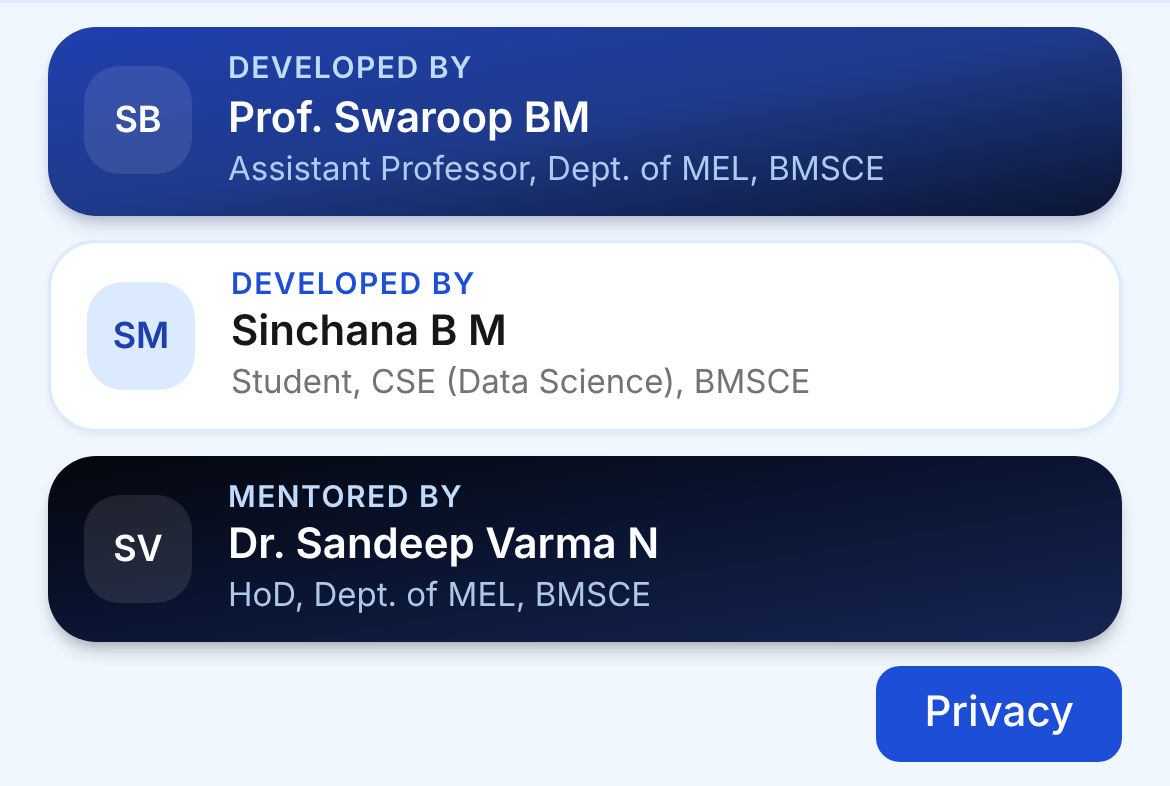 DEVELOPED BY
SB
Prof. Swaroop BM
Assistant Professor, Dept. of MEL, BMSCE
DEVELOPED BY
SM
Sinchana B M
Student, CSE (Data Science), BMSCE
MENTORED BY
SV
Dr. Sandeep Varma N
HoD, Dept. of MEL, BMSCE
Privacy